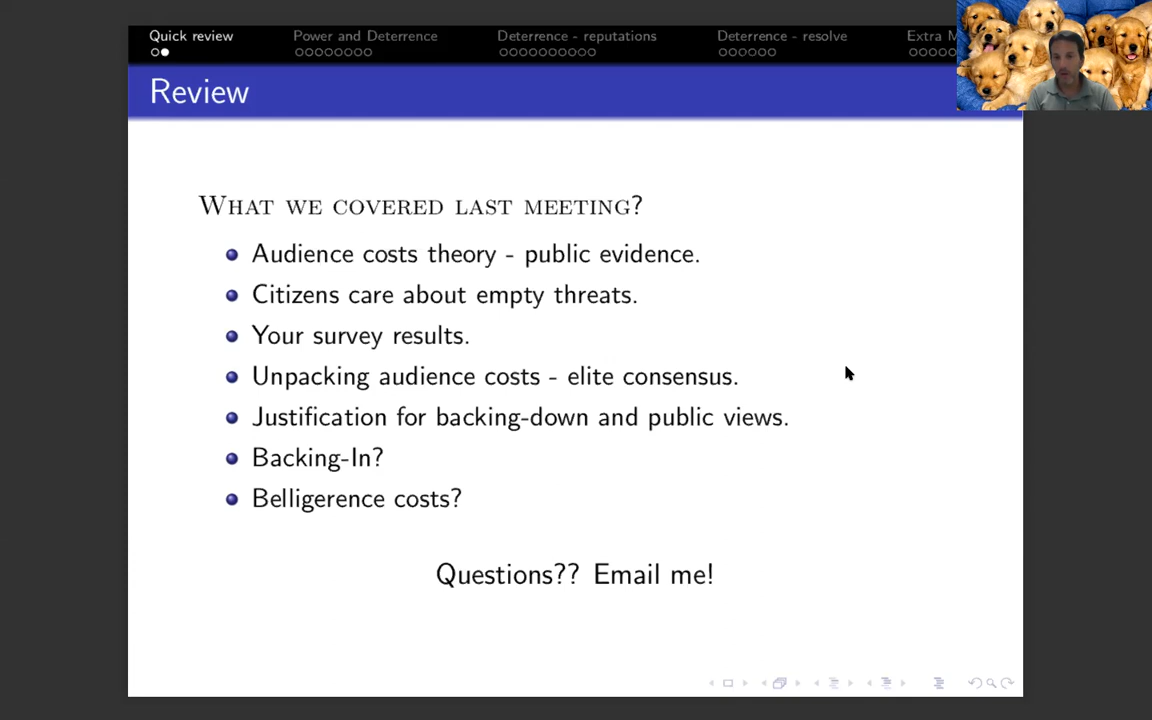 Quick review
Power and Deterrence
Deterrence - reputations
Deterrence - resolve
Extra
Review
What we covered last meeting?
Audience costs theory - public evidence.
Citizens care about empty threats.
Your survey results.
Unpacking audience costs - elite consensus.
Justification for backing-down and public views.
Backing-In?
Belligerence costs?
Questions?? Email me!